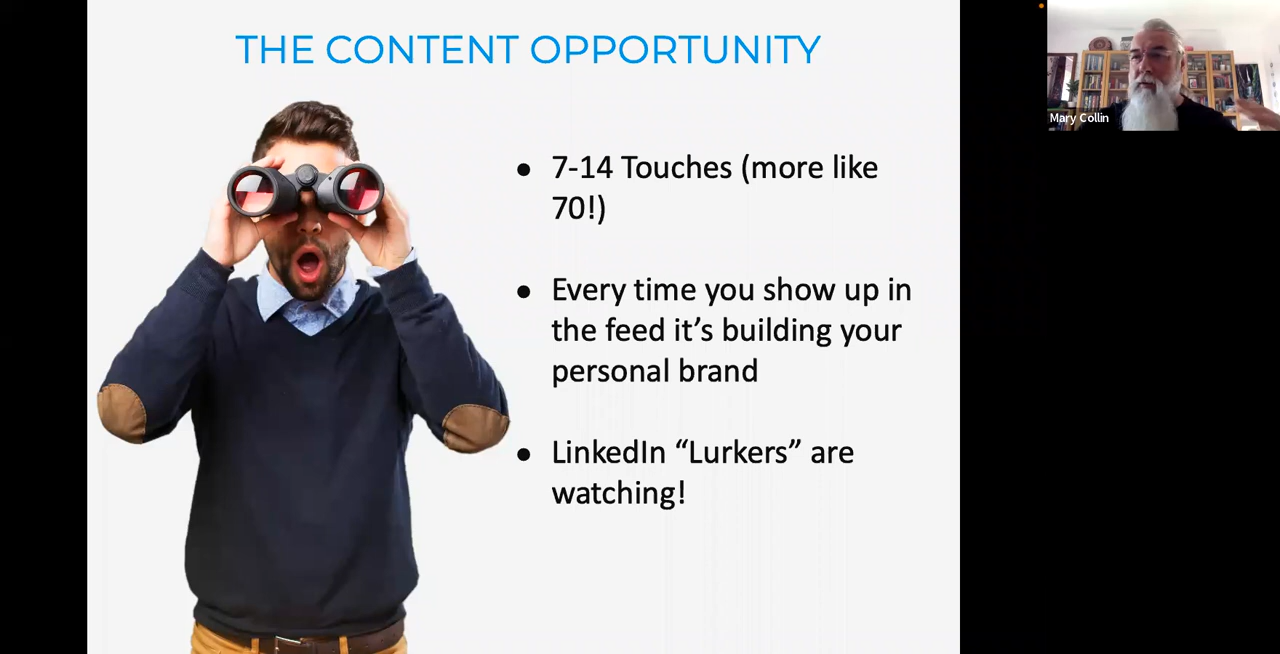 THE CONTENT OPPORTUNITY
Mary Collin
● 7-14 Touches (more like
70!)
● Every time you show up in
the feed it’s building your
personal brand
● LinkedIn “Lurkers” are
watching!